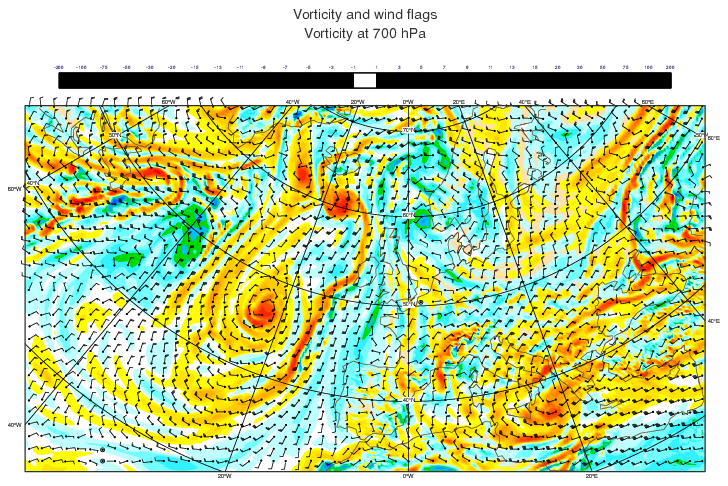 Vorticity and wind flags
Vorticity at 700 hPa
-200 -100 -75 -50 -30 -20 -15 -13 -11 -9 -7 -5 -3 -1 1 3 5 7 9 11 13 15 20 30 50 75 100 200
60°W 40°W 20°W 0°W 20°E 40°E 60°E
50°N
70°N
60°E
60°W
40°N
60°N
50°N
40°E
40°N
40°W
20°W 0°W 20°E